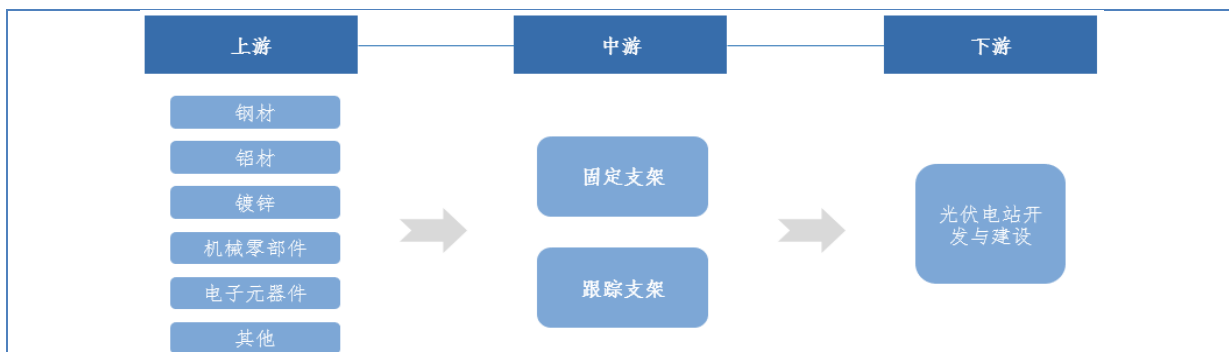 上游
中游
下游
钢材
铝材
镀锌
机械零部件
电子元器件
其他
固定支架
跟踪支架
光伏电站开
发与建设